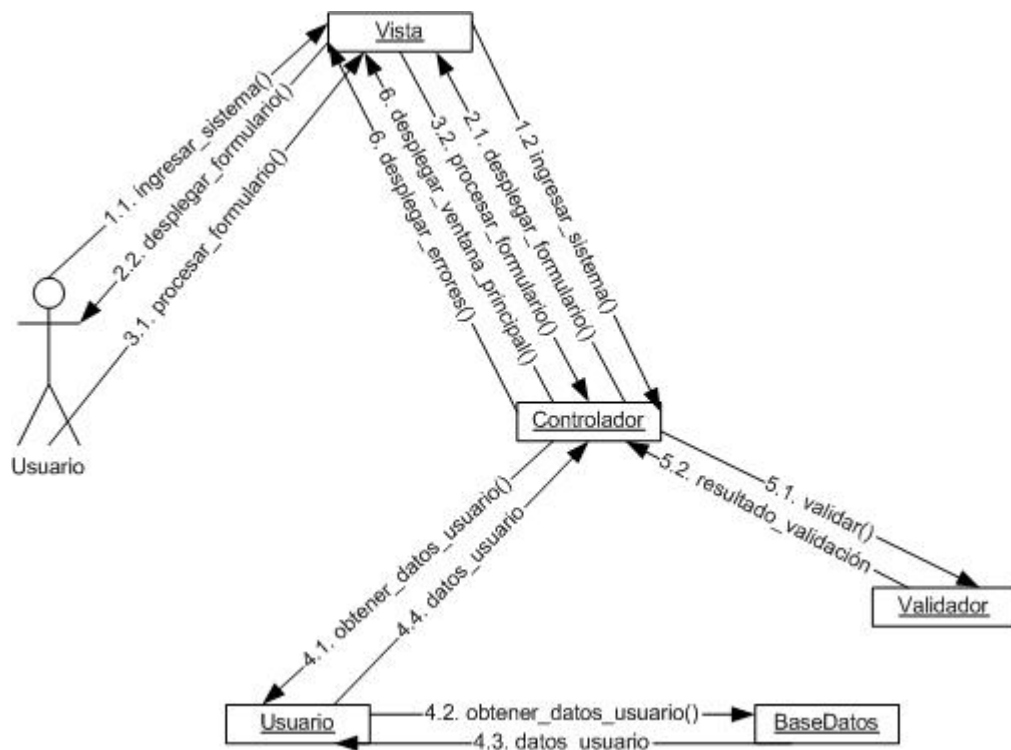 Vista
1.1. ingresar_sistema()
2.2. desplegar_formulario()
3.1. procesar_formulario()
6. desplegar_errores()
6. desplegar_ventana_principal()
3.2. procesar_formulario()
2.1. desplegar_formulario()
1.2 ingresar_sistema()
Usuario
Controlador
5.1. validar()
5.2. resultado_validación
Validador
4.1. obtener_datos_usuario()
4.4. datos_usuario
Usuario
4.2. obtener_datos_usuario()
4.3. datos_usuario
BaseDatos